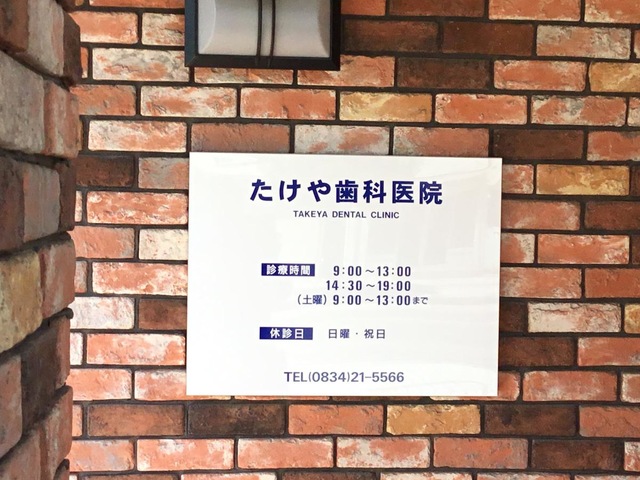 たけや歯科医院
TAKEYA DENTAL CLINIC
診療時間 9:00～13:00
14:30～19:00
(土曜)9:00～13:00まで
休診日 日曜・祝日
TEL(0834)21-5566